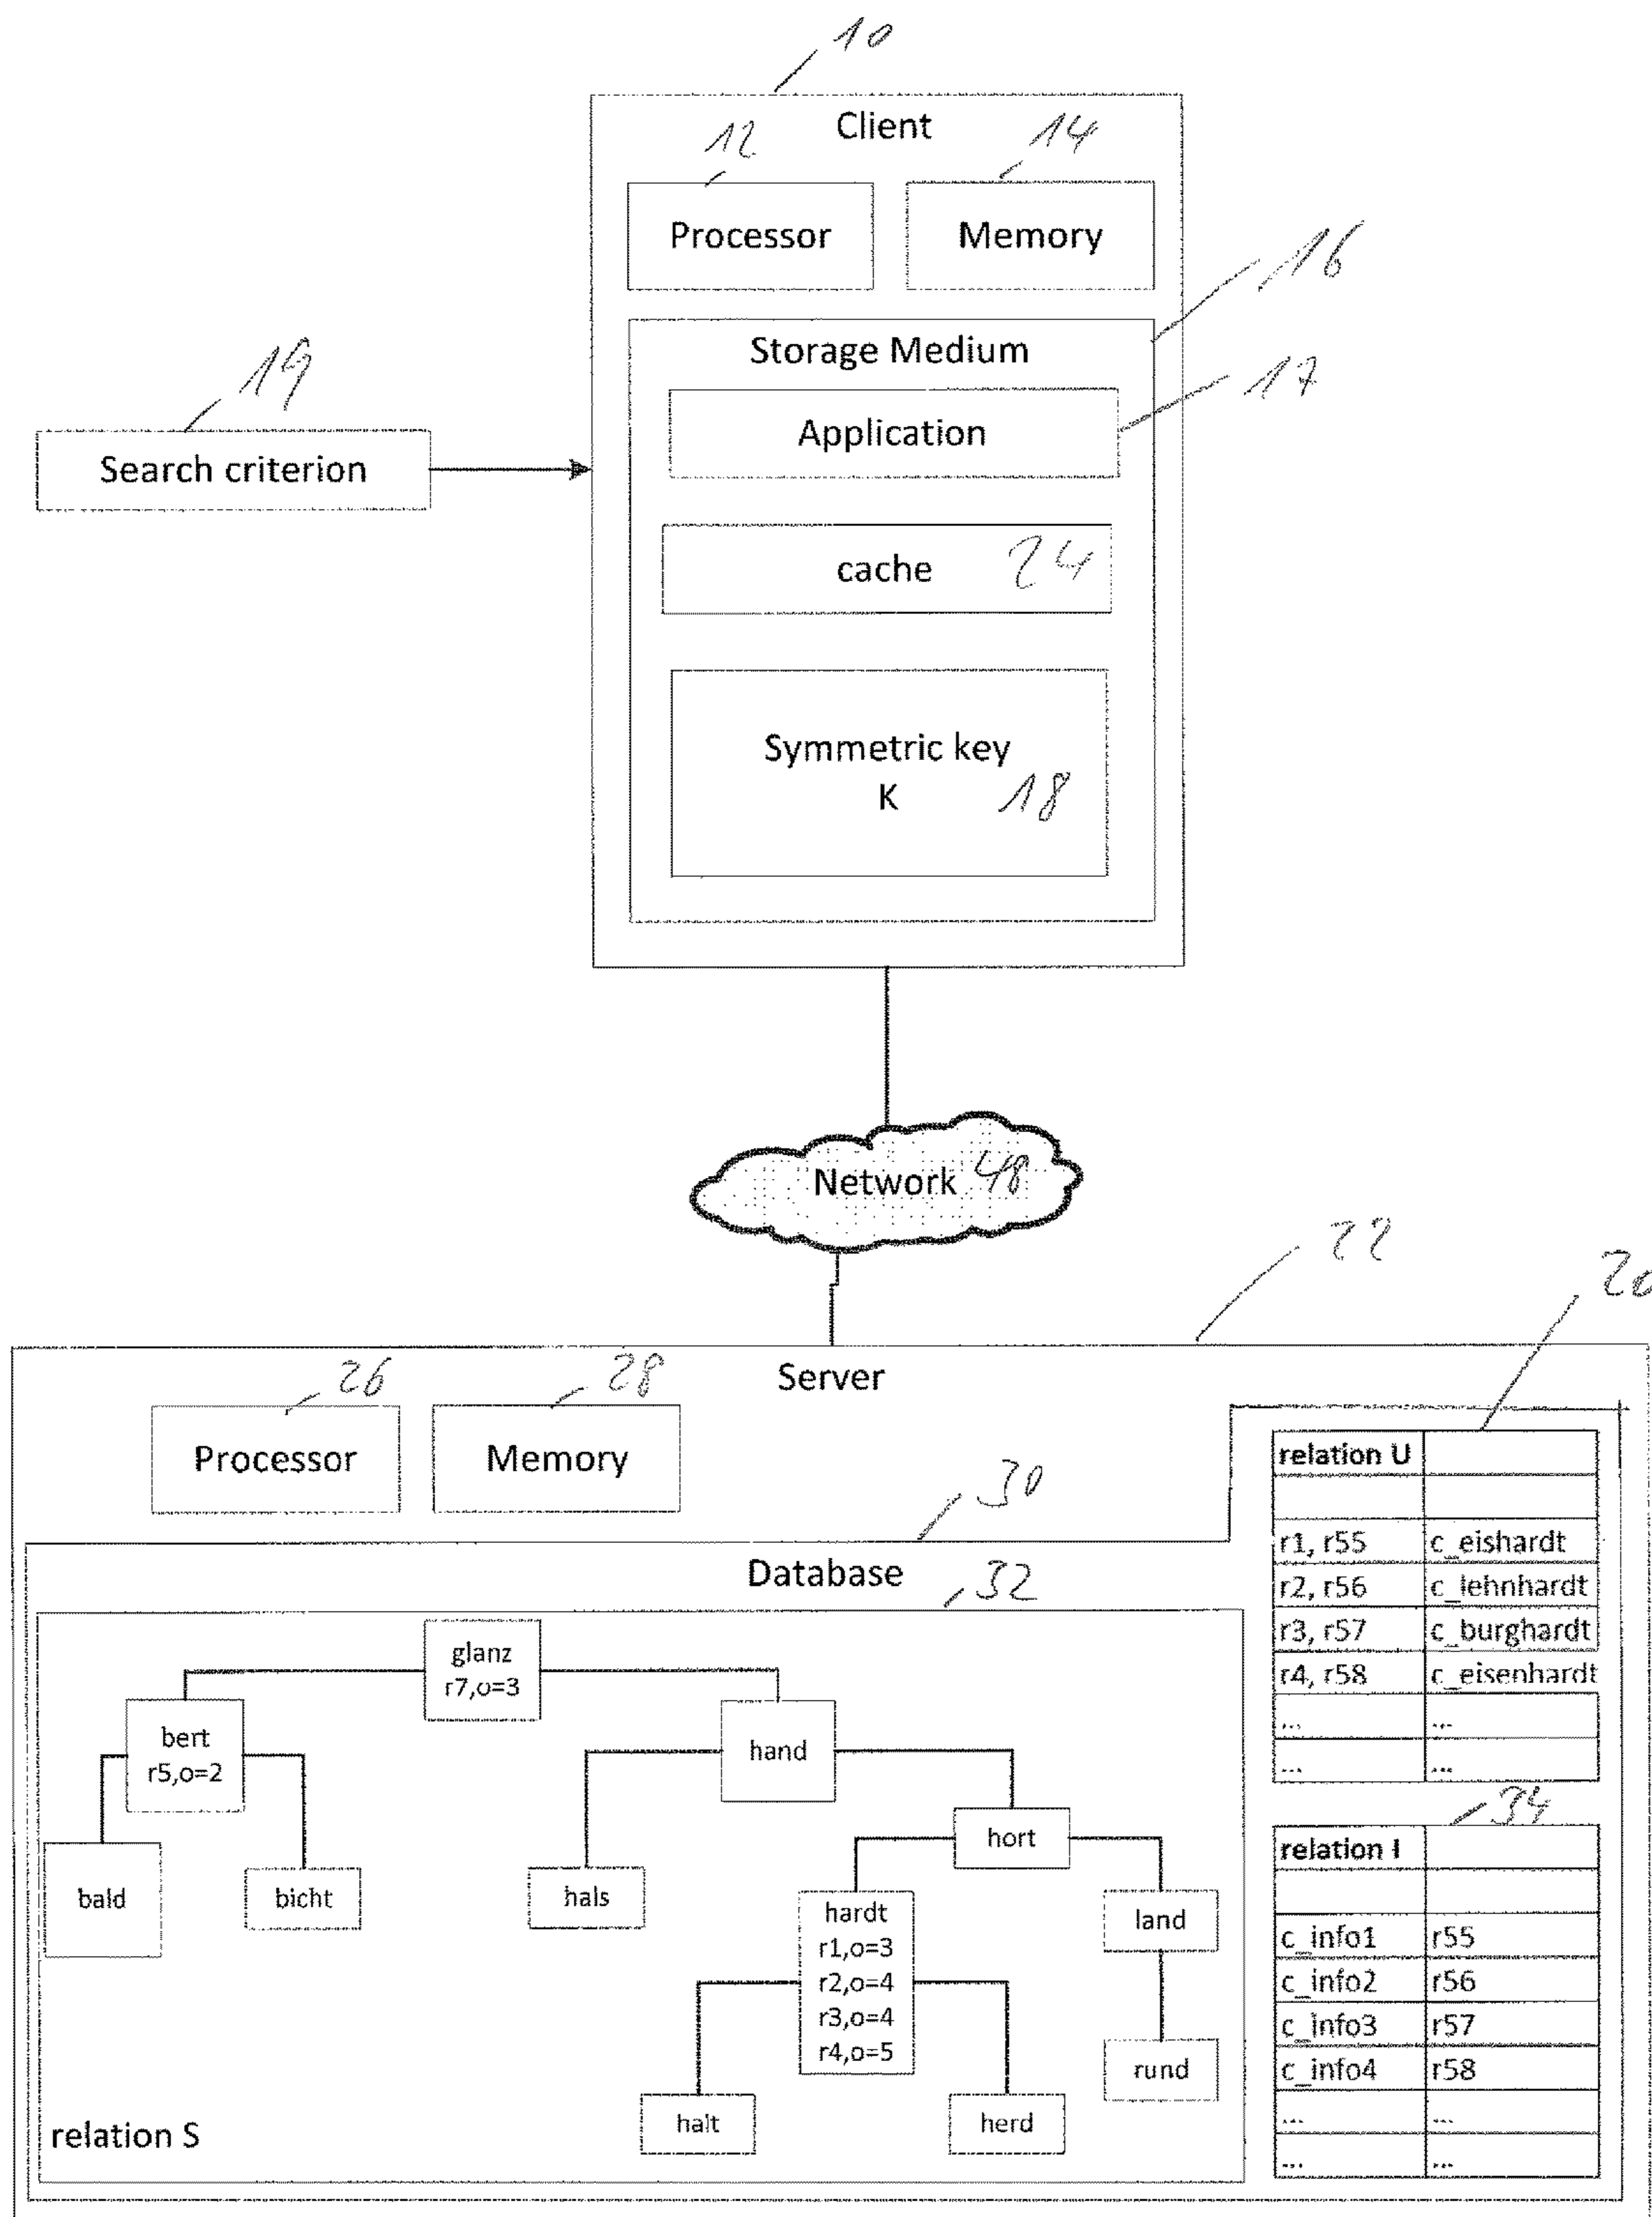 10
Client
12
14
Processor
Memory
16
Storage Medium
17
Application
19
Search criterion
cache 24
Symmetric key
K 18
Network 48
22
20
Server
26
28
Processor
Memory
30
Database
32
glanz
r7,o=3
bert
r5,o=2
hand
bald
bicht
hals
hort
hardt
r1,o=3
r2,o=4
r3,o=4
r4,o=5
land
halt
herd
rund
relation S
relation U
r1, r55 c_eishardt
r2, r56 c_lehnhardt
r3, r57 c_burghardt
r4, r58 c_eisenhardt
... ...
... ...
34
relation I
c_info1 r55
c_info2 r56
c_info3 r57
c_info4 r58
... ...
... ...